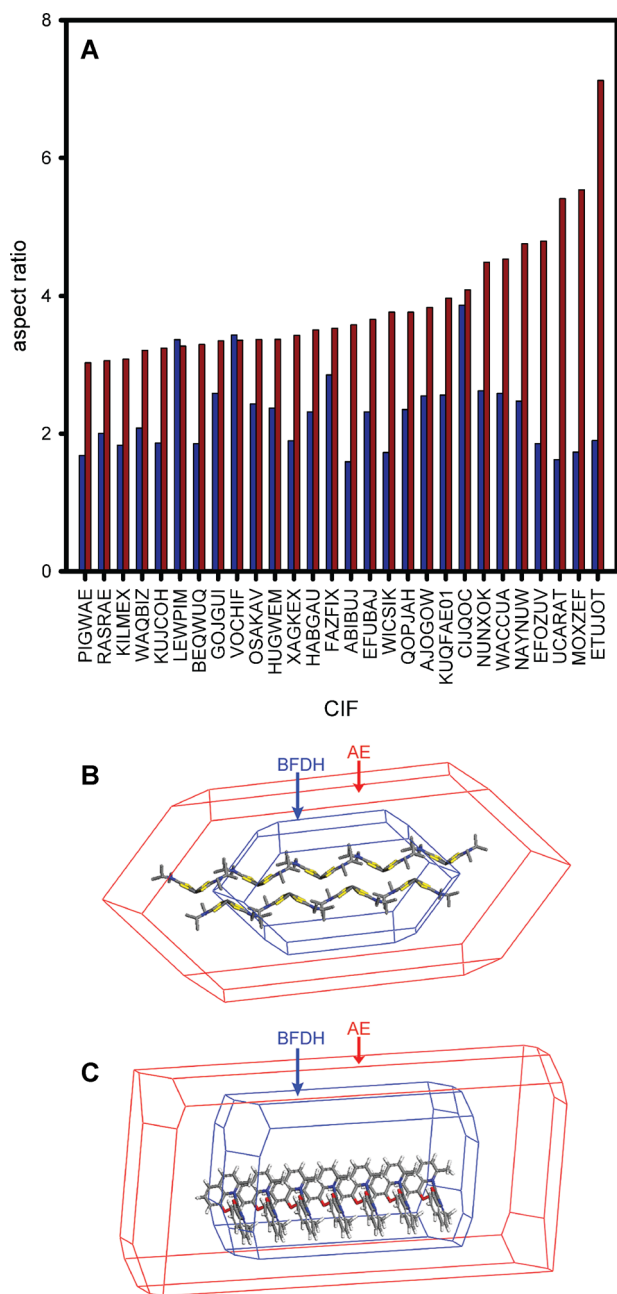 A
8
6
4
2
0
aspect ratio
PIGWAE
RASRAE
KILMEX
WAQBIZ
KUJCOH
LEWPIM
BEQWUQ
GOJGUI
VOCHIF
OSAKAV
HUGWEM
XAGKEX
HABGAU
FAZFIX
ABIBUJ
EFUBAJ
WICSIK
QOPJAH
AJOGOW
KUQFAE01
CIJQOC
NUNXOK
WACCUA
NAYNUW
EFOZUV
UCARAT
MOXZEF
ETUJOT
CIF
B
BFDH
AE
C
BFDH
AE